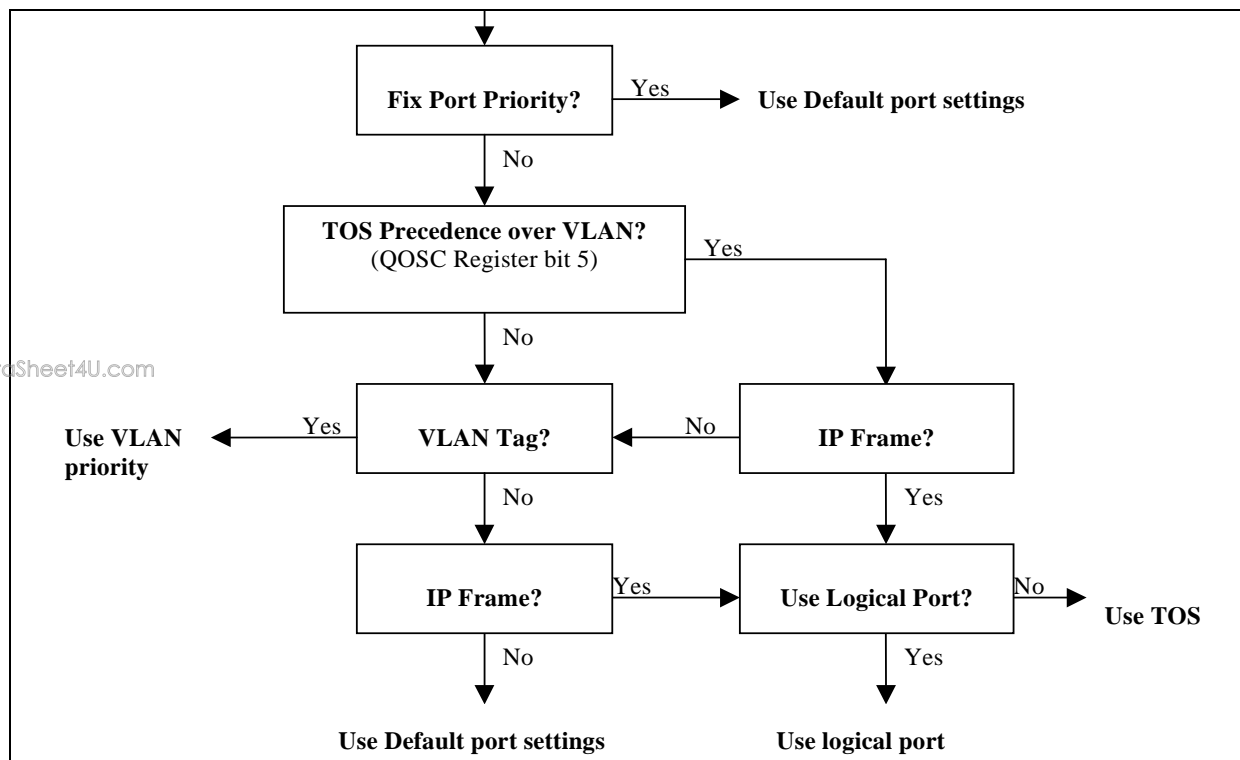 Fix Port Priority?
Yes
Use Default port settings
No
TOS Precedence over VLAN?
(QOSC Register bit 5)
Yes
No
aSheet4U.com
Use VLAN
priority
Yes
VLAN Tag?
No
IP Frame?
No
Yes
IP Frame?
Yes
Use Logical Port?
No
Use TOS
No
Yes
Use Default port settings
Use logical port